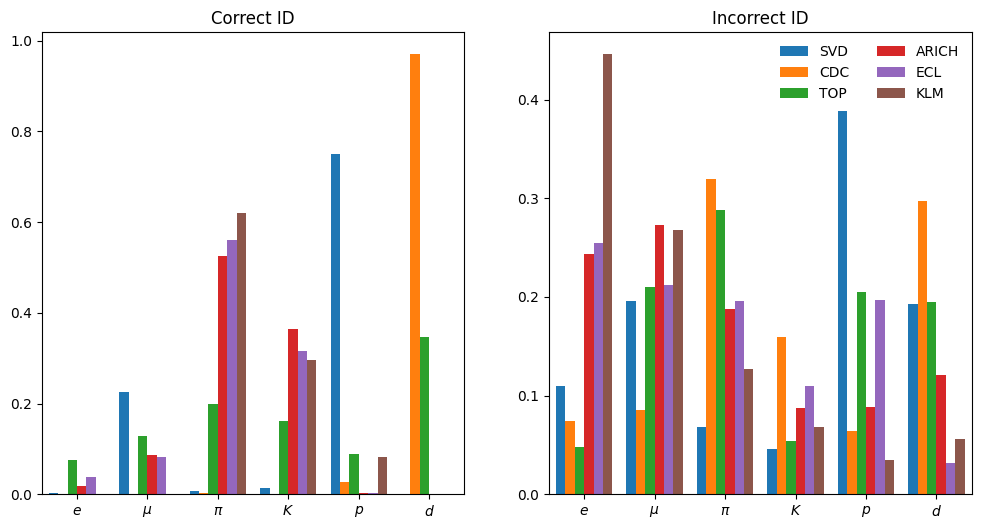 Correct ID
1.0
0.8
0.6
0.4
0.2
0.0
e μ π K p d
Incorrect ID
SVD ARICH
CDC ECL
TOP KLM
0.4
0.3
0.2
0.1
0.0
e μ π K p d